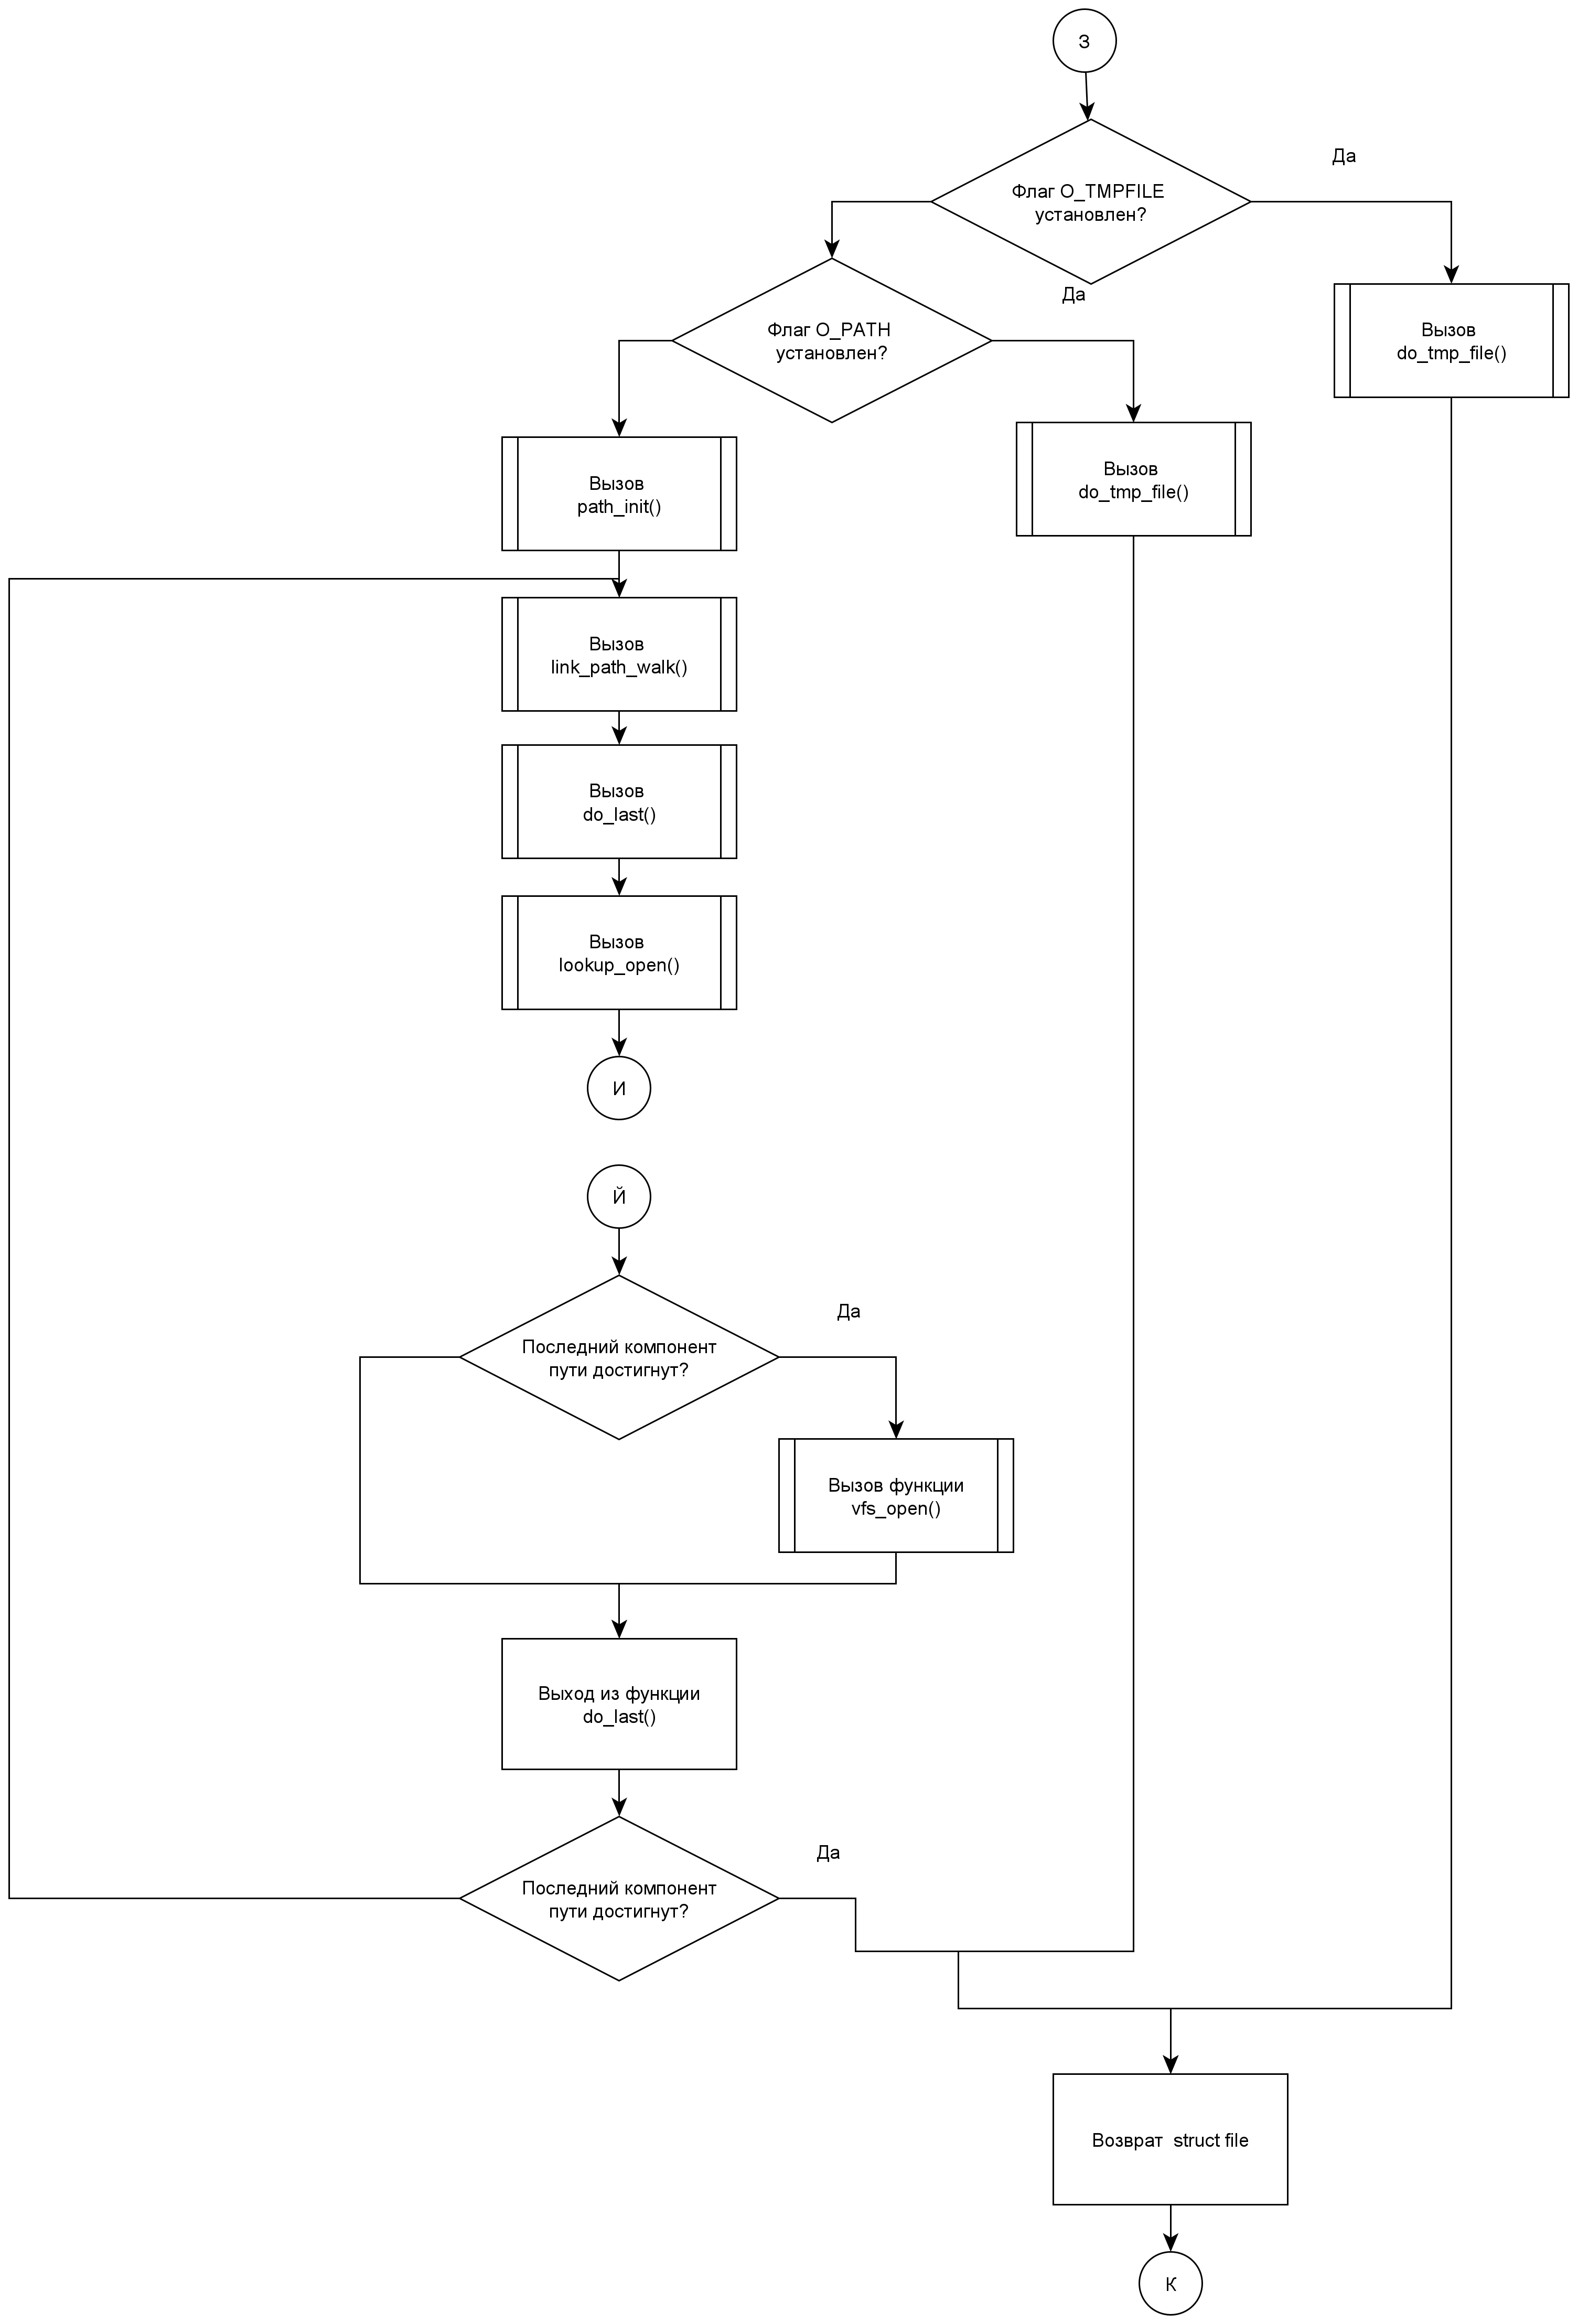 З
Да
Флаг O_TMPFILE
установлен?
Да
Флаг O_PATH
установлен?
Вызов
do_tmp_file()
Вызов
do_tmp_file()
Вызов
path_init()
Вызов
link_path_walk()
Вызов
do_last()
Вызов
lookup_open()
И
Й
Да
Последний компонент
пути достигнут?
Вызов функции
vfs_open()
Выход из функции
do_last()
Да
Последний компонент
пути достигнут?
Возврат  struct file
К